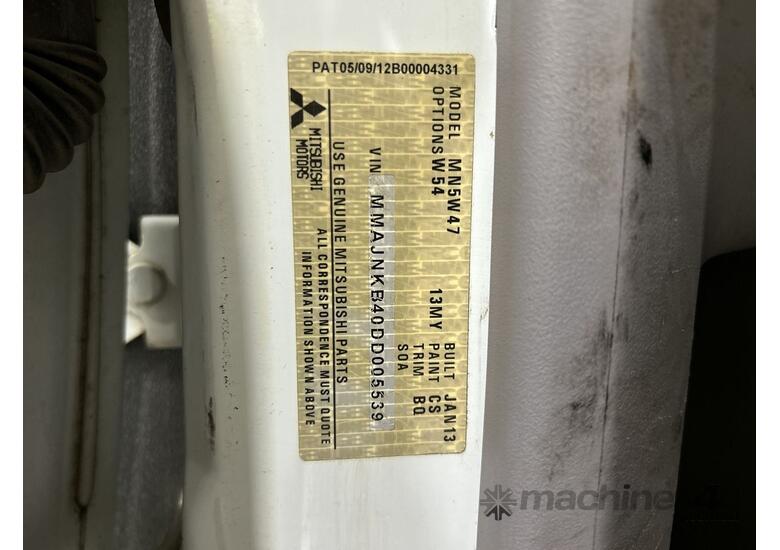 PAT05/09/12B00004331
MODEL MN5W47 BUILT JAN13
OPTIONS W54 13MY PAINT CS
TRIM BQ
SOA
VIN MMAJNKB40DD005539
USE GENUINE MITSUBISHI PARTS
MITSUBISHI
MOTORS
ALL CORRESPONDENCE MUST QUOTE
INFORMATION SHOWN ABOVE
machines4